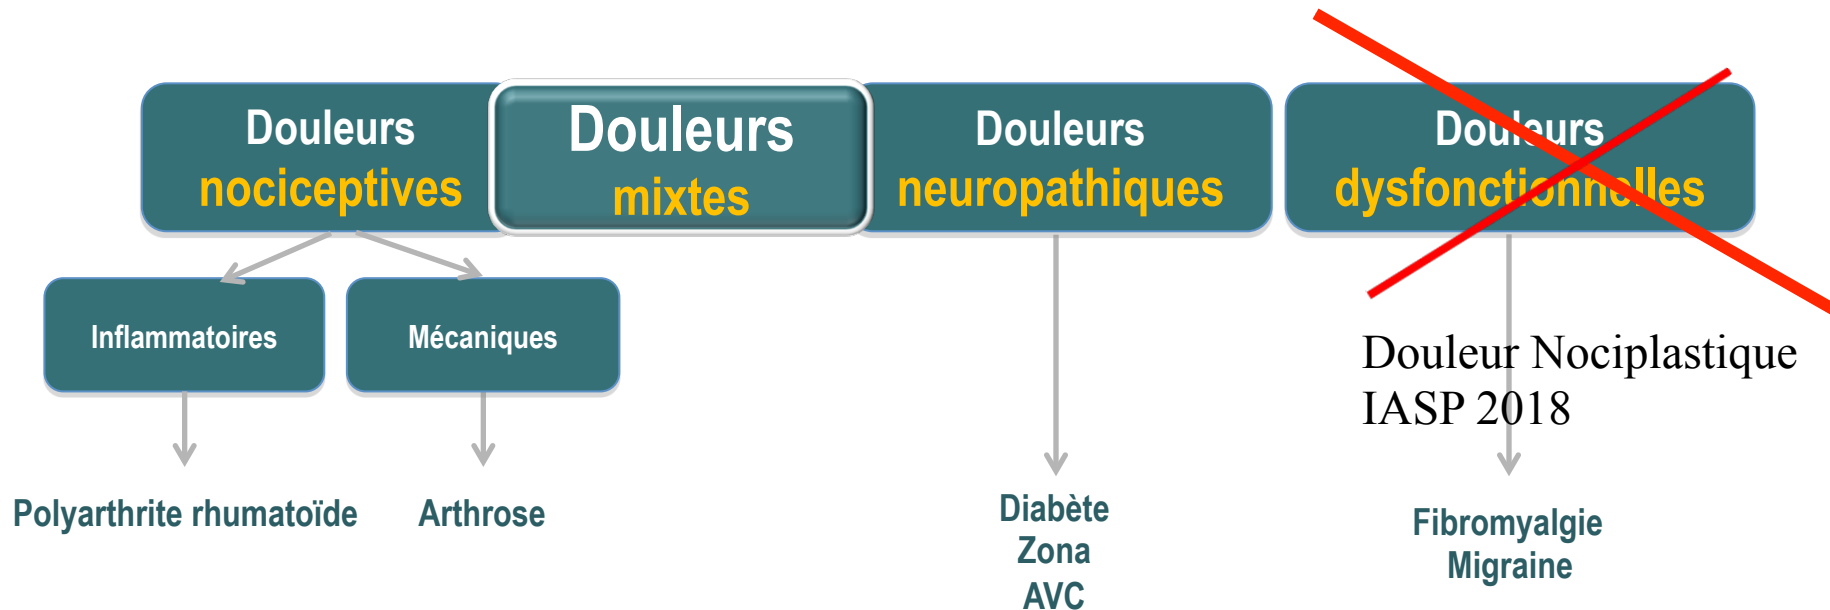 Douleurs
nociceptives
Douleurs
mixtes
Douleurs
neuropathiques
Douleurs
dysfonctionnelles
Inflammatoires
Mécaniques
Douleur Nociplastique
IASP 2018
Polyarthrite rhumatoïde
Arthrose
Diabète
Zona
AVC
Fibromyalgie
Migraine